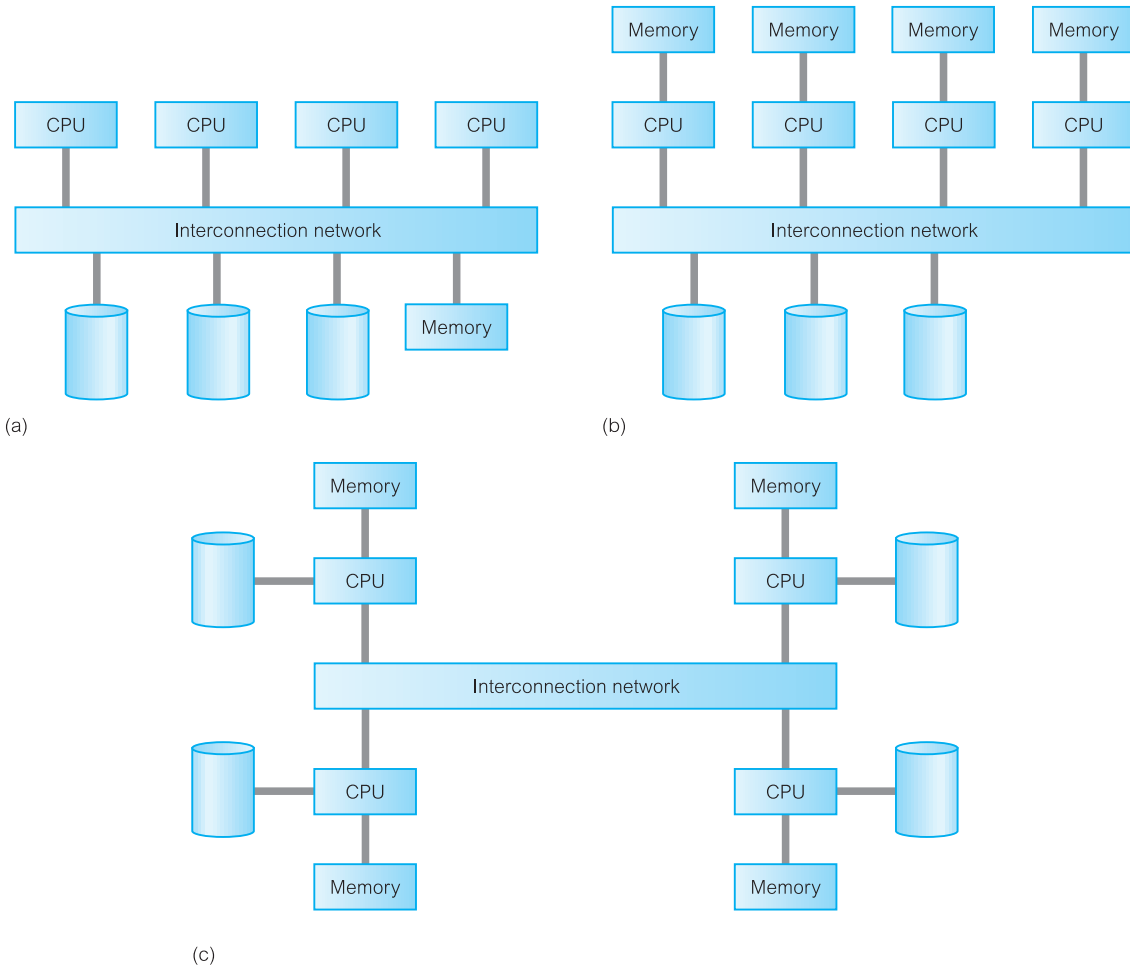 Memory Memory Memory Memory
CPU CPU CPU CPU
CPU CPU CPU CPU
Interconnection network
Interconnection network
Memory
(a)
(b)
Memory
Memory
CPU
CPU
Interconnection network
CPU
CPU
Memory
Memory
(c)